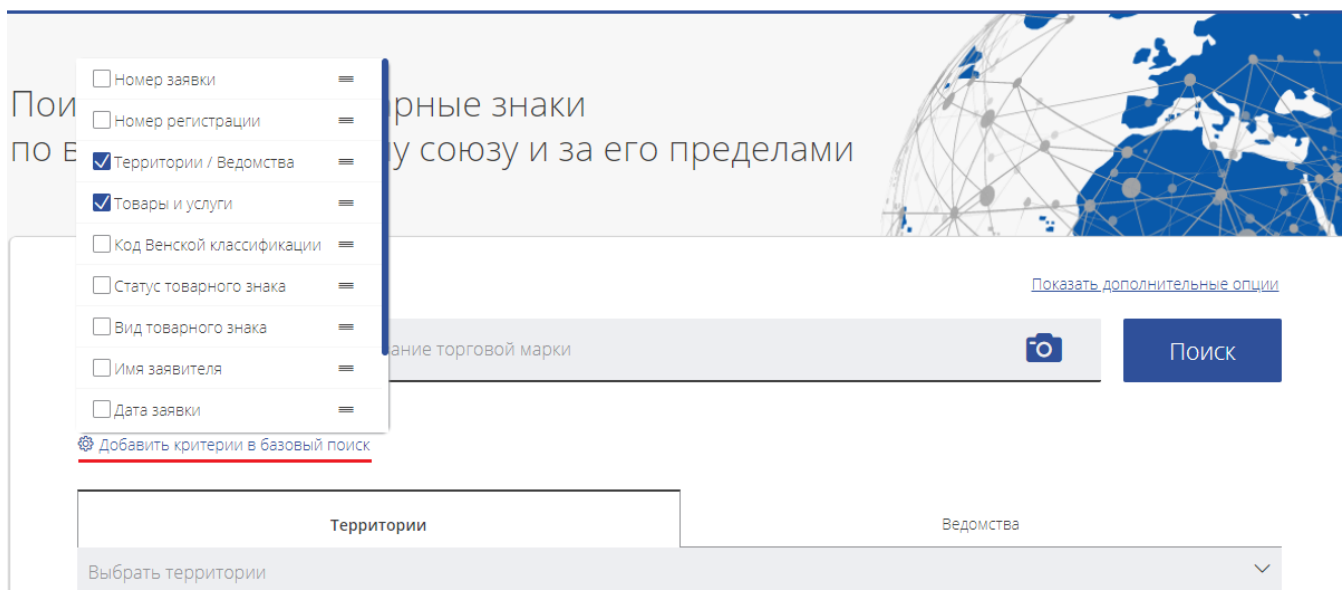 Номер заявки
Номер регистрации
Территории / Ведомства
Товары и услуги
Код Венской классификации
Статус товарного знака
Вид товарного знака
Имя заявителя
Дата заявки
Пои рные знаки
по в у союзу и за его пределами
Показать дополнительные опции
ание торговой марки
Поиск
Добавить критерии в базовый поиск
Территории
Ведомства
Выбрать территории